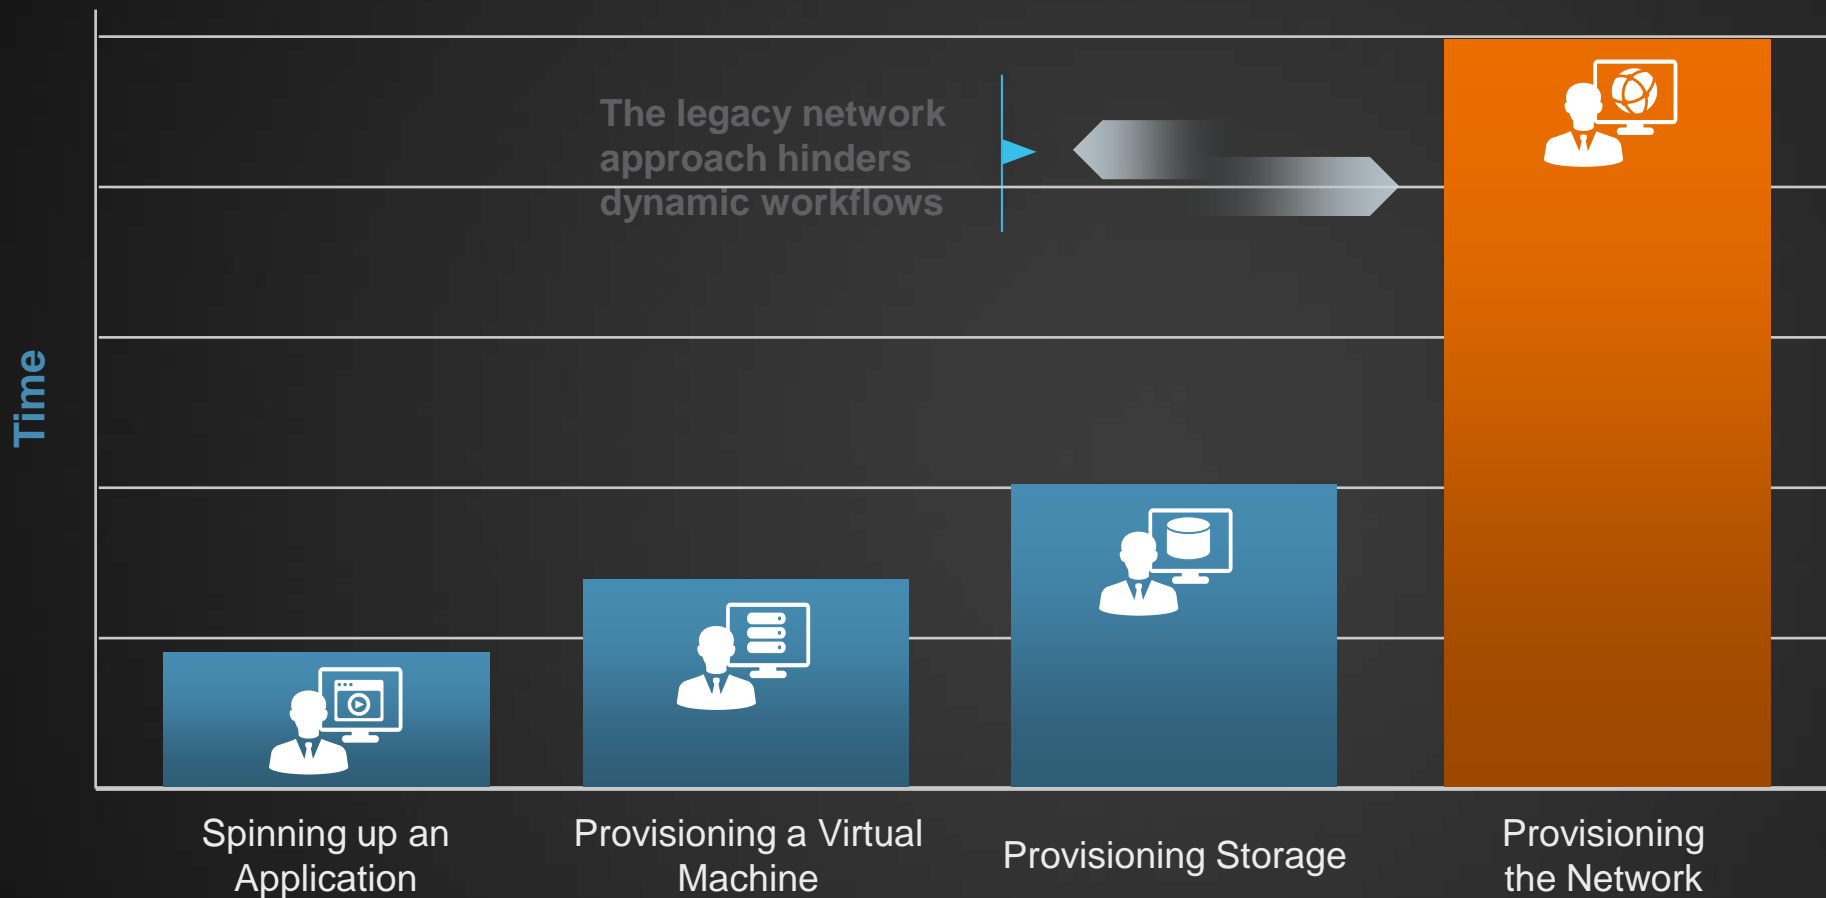 The legacy network
approach hinders
dynamic workflows
Time
Spinning up an
Application
Provisioning a Virtual
Machine
Provisioning Storage
Provisioning
the Network